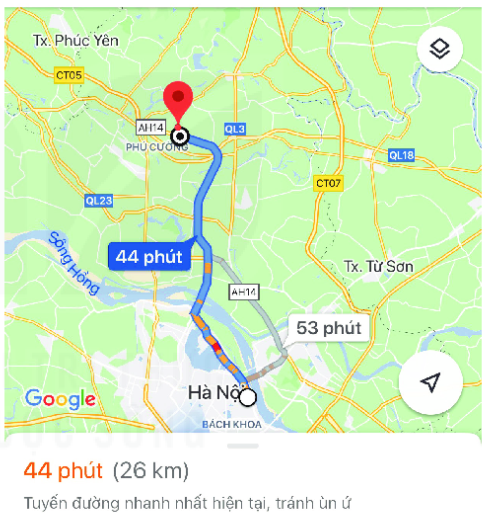 Tx. Phúc Yên
CT05
AH14
QL3
PHÚ CƯỜNG
QL18
CT07
QL23
Sông Hồng
44 phút
Tx. Từ Sơn
AH14
53 phút
Hà Nội
Google
BÁCH KHOA
44 phút (26 km)
Tuyến đường nhanh nhất hiện tại, tránh ùn ứ